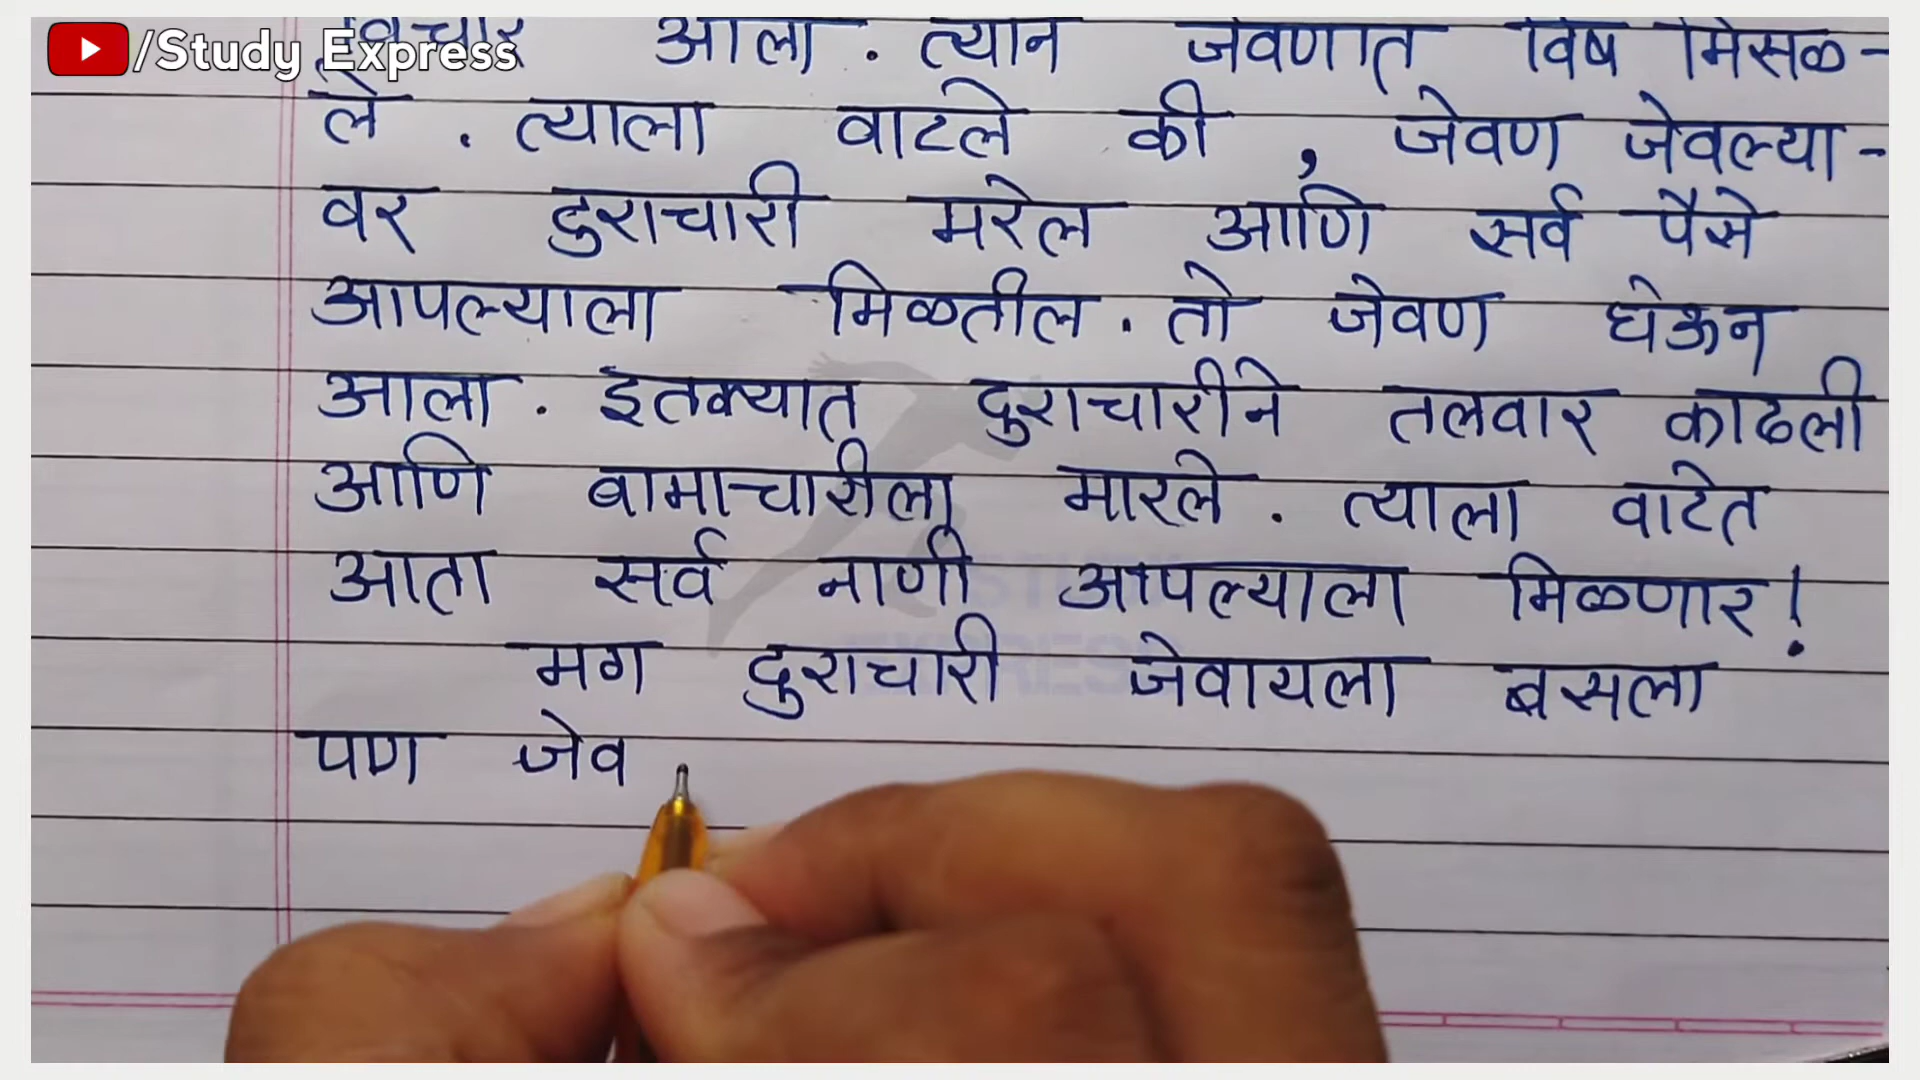 /Study Express
विचार आला. त्याने जेवणात विष मिसळ-
ले. त्याला वाटले की, जेवण जेवल्या-
वर दुराचारी मरेल आणि सर्व पैसे
आपल्याला मिळतील. तो जेवण घेऊन
आला. इतक्यात दुराचारीने तलवार काढली
आणि बामाचारीला मारले. त्याला वाटेत
आता सर्व नाणी आपल्याला मिळणार!
मग दुराचारी जेवायला बसला
पण जेव